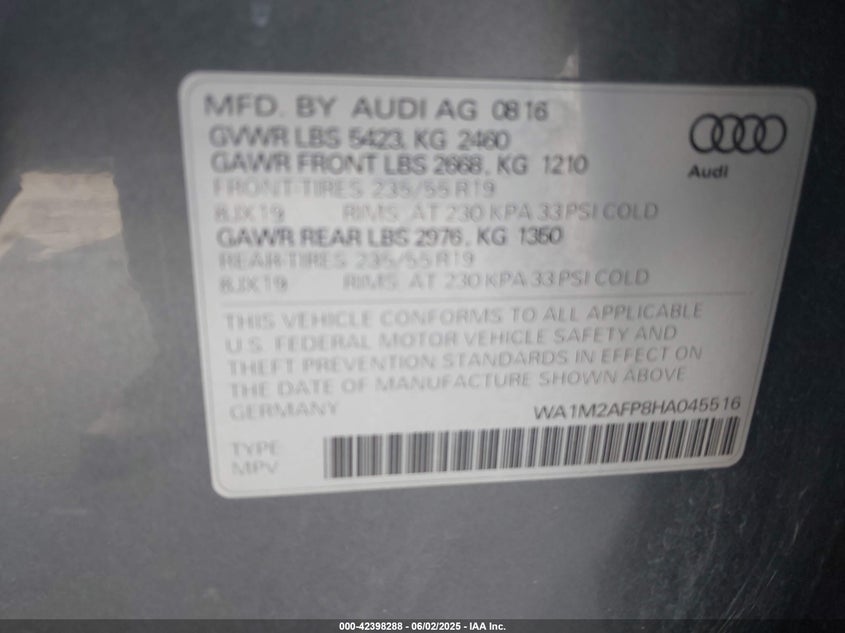 MFD. BY AUDI AG 08 16
GVWR LBS 5423, KG 2460
GAWR FRONT LBS 2668, KG 1210
FRONT-TIRES 235/55 R19
8JX19 RIMS AT 230 KPA 33 PSI COLD
GAWR REAR LBS 2976, KG 1350
REAR-TIRES 235/55 R19
8JX19 RIMS AT 230 KPA 33 PSI COLD
Audi
THIS VEHICLE CONFORMS TO ALL APPLICABLE
U.S. FEDERAL MOTOR VEHICLE SAFETY AND
THEFT PREVENTION STANDARDS IN EFFECT ON
THE DATE OF MANUFACTURE SHOWN ABOVE
GERMANY WA1M2AFP8HA045516
TYPE
MPV
000-42398288 - 06/02/2025 - IAA Inc.